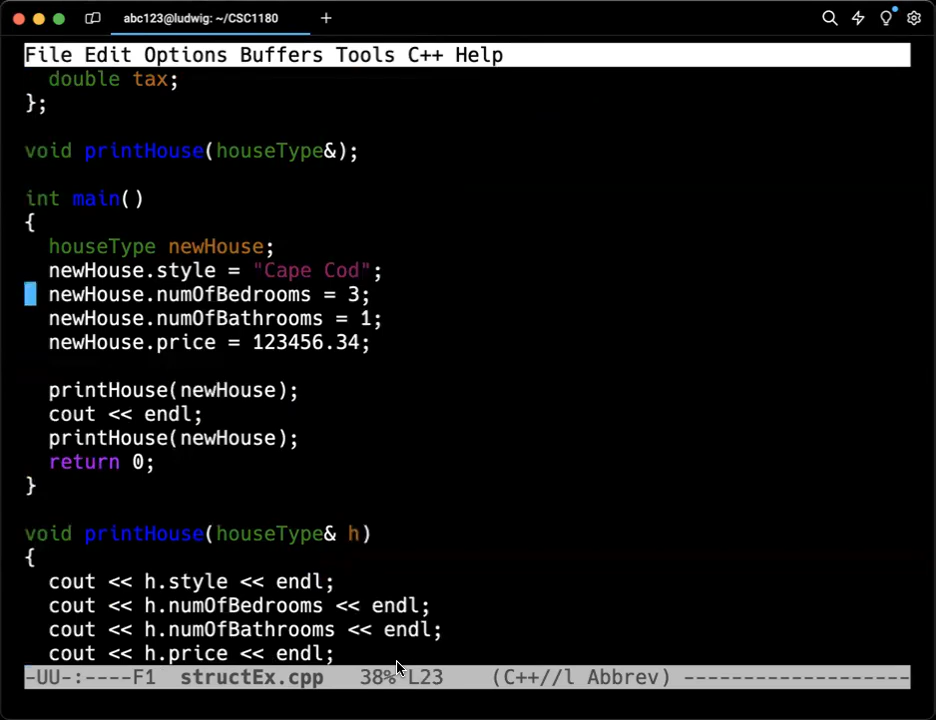 abc123@ludwig: ~/CSC1180
File Edit Options Buffers Tools C++ Help
  double tax;
};

void printHouse(houseType&);

int main()
{
  houseType newHouse;
  newHouse.style = "Cape Cod";
  newHouse.numOfBedrooms = 3;
  newHouse.numOfBathrooms = 1;
  newHouse.price = 123456.34;

  printHouse(newHouse);
  cout << endl;
  printHouse(newHouse);
  return 0;
}

void printHouse(houseType& h)
{
  cout << h.style << endl;
  cout << h.numOfBedrooms << endl;
  cout << h.numOfBathrooms << endl;
  cout << h.price << endl;
-UU-:----F1  structEx.cpp   38% L23    (C++//l Abbrev) -------------------